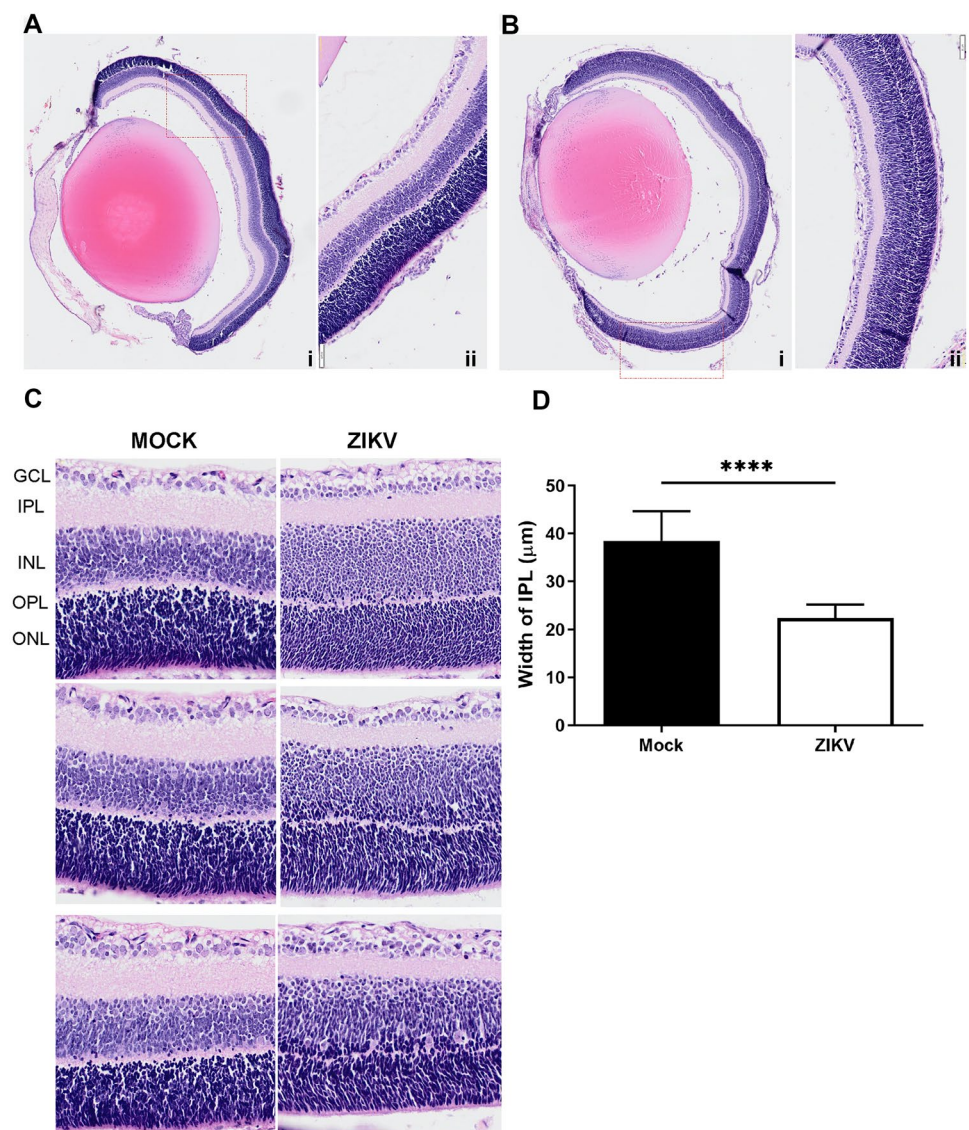 A
B
i
ii
i
ii
C
MOCK
ZIKV
GCL
IPL
INL
OPL
ONL
D
****
Width of IPL (μm)
50
40
30
20
10
0
Mock
ZIKV